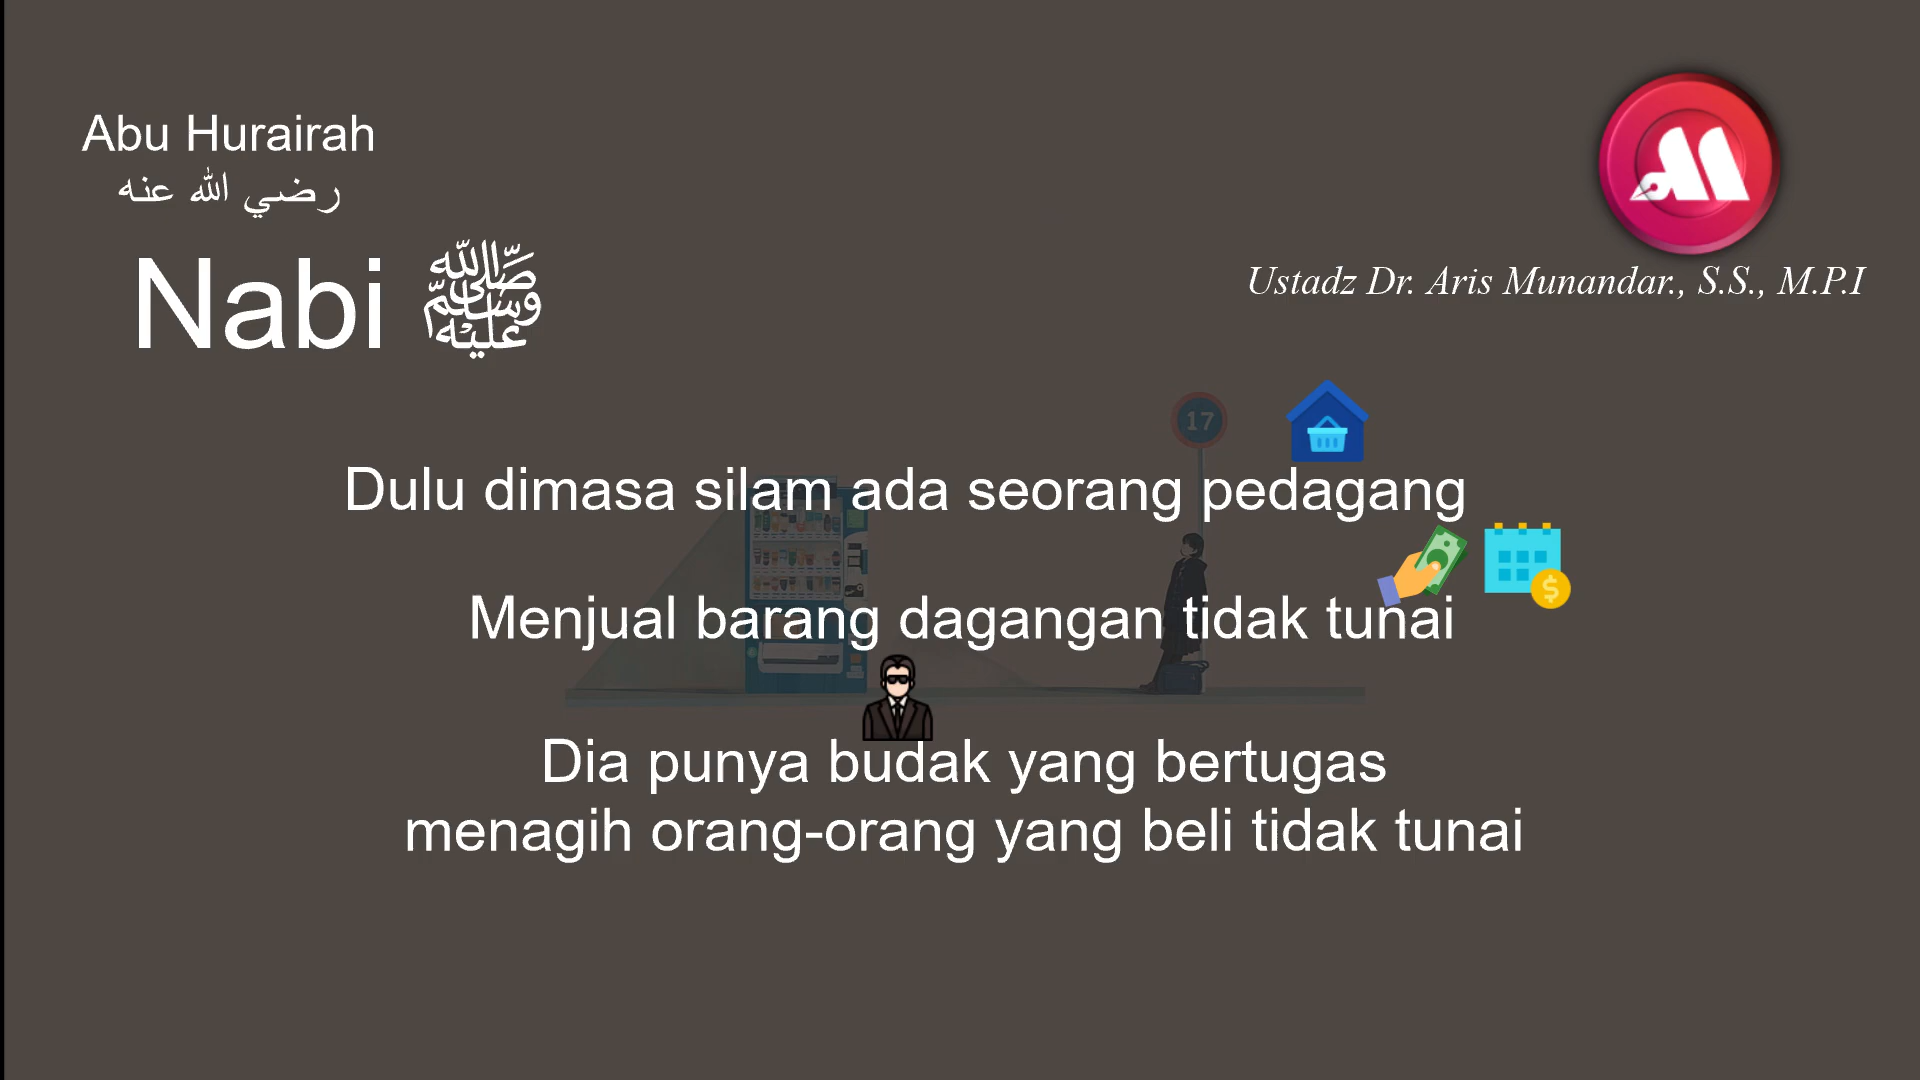 Abu Hurairah
رضي الله عنه
Nabi ﷺ
Ustadz Dr. Aris Munandar., S.S., M.P.I
17
Dulu dimasa silam ada seorang pedagang
Menjual barang dagangan tidak tunai
Dia punya budak yang bertugas
menagih orang-orang yang beli tidak tunai